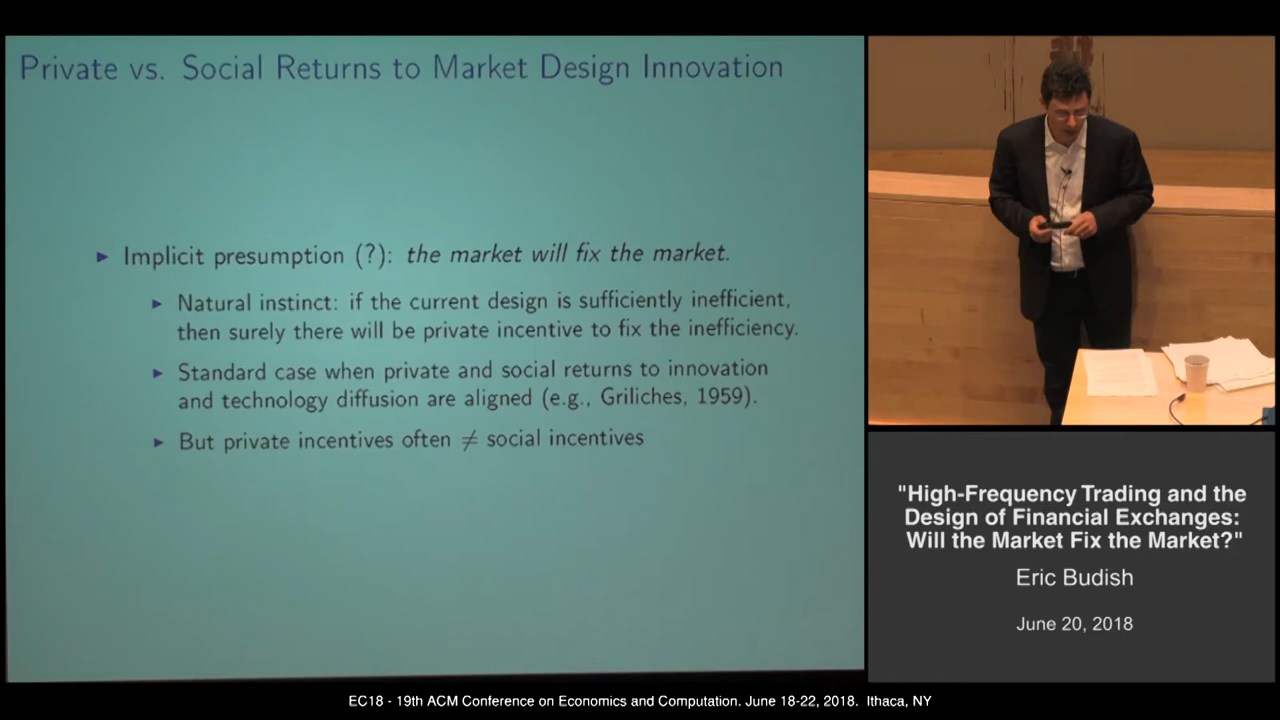 Private vs. Social Returns to Market Design Innovation
► Implicit presumption (?): the market will fix the market.
► Natural instinct: if the current design is sufficiently inefficient,
then surely there will be private incentive to fix the inefficiency.
► Standard case when private and social returns to innovation
and technology diffusion are aligned (e.g., Griliches, 1959).
► But private incentives often ≠ social incentives
"High-Frequency Trading and the
Design of Financial Exchanges:
Will the Market Fix the Market?"
Eric Budish
June 20, 2018
EC18 - 19th ACM Conference on Economics and Computation. June 18-22, 2018. Ithaca, NY